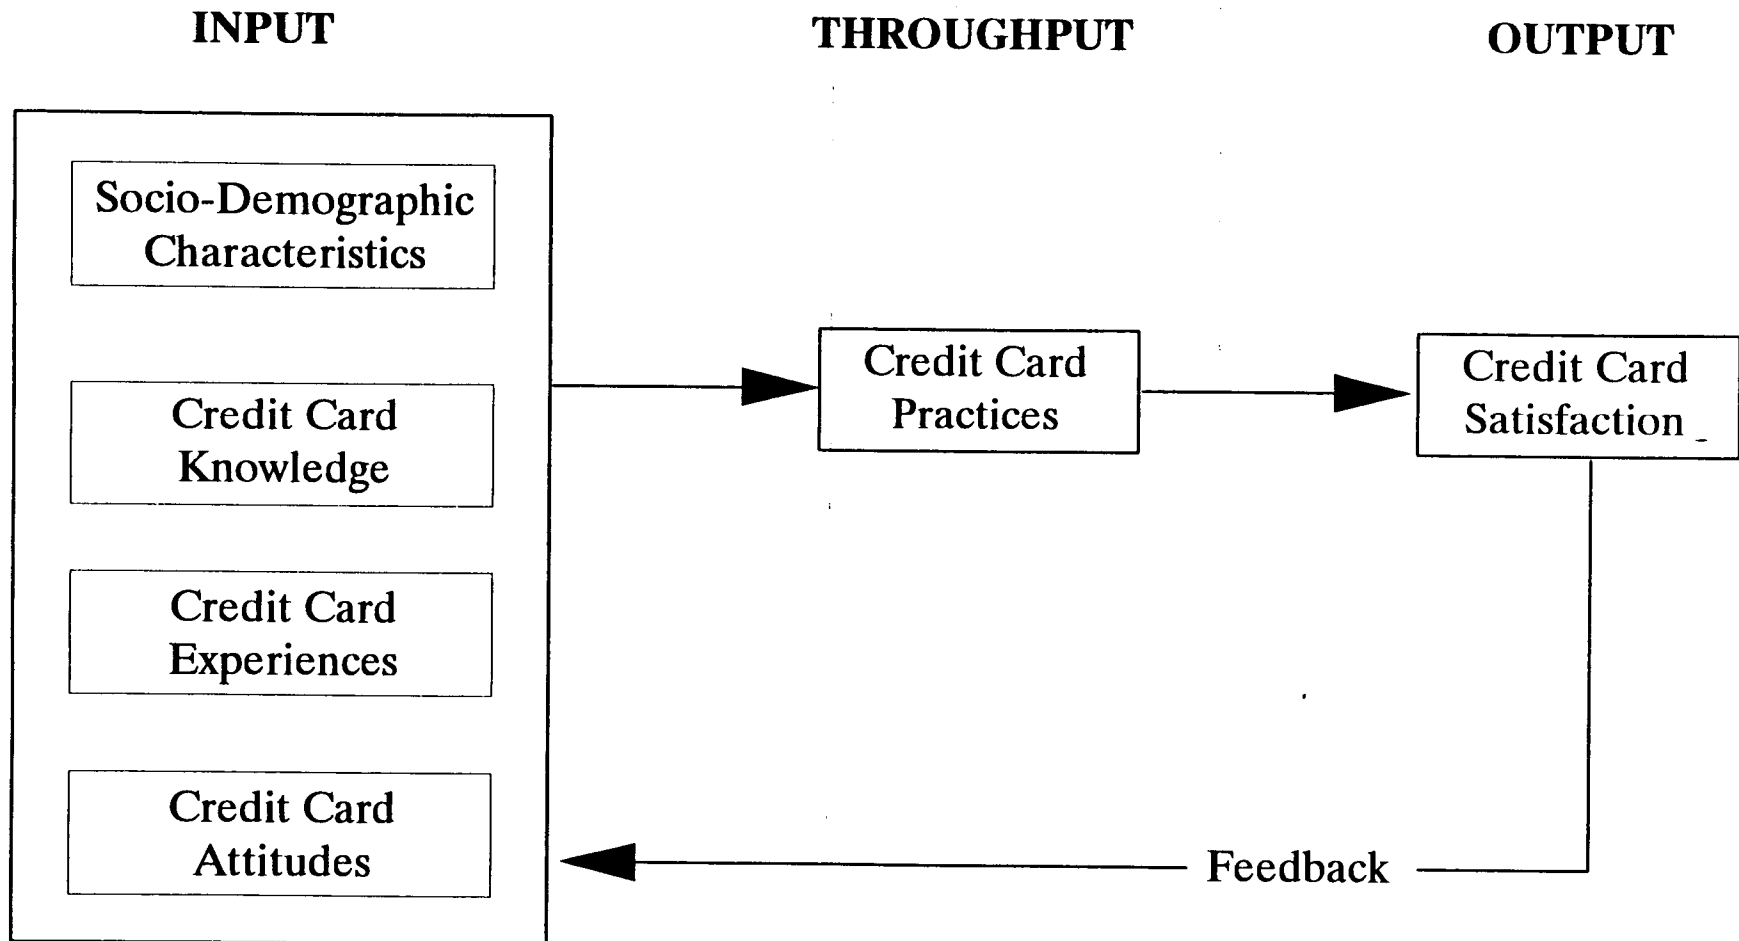 INPUT
THROUGHPUT
OUTPUT
Socio-Demographic
Characteristics
Credit Card
Knowledge
Credit Card
Experiences
Credit Card
Attitudes
Credit Card
Practices
Credit Card
Satisfaction
Feedback